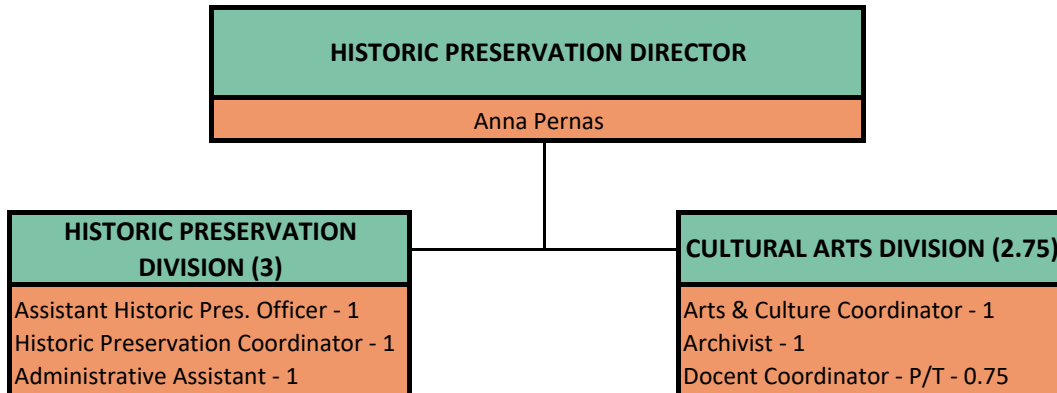 HISTORIC PRESERVATION DIRECTOR
Anna Pernas
HISTORIC PRESERVATION
DIVISION (3)
Assistant Historic Pres. Officer - 1
Historic Preservation Coordinator - 1
Administrative Assistant - 1
CULTURAL ARTS DIVISION (2.75)
Arts & Culture Coordinator - 1
Archivist - 1
Docent Coordinator - P/T - 0.75